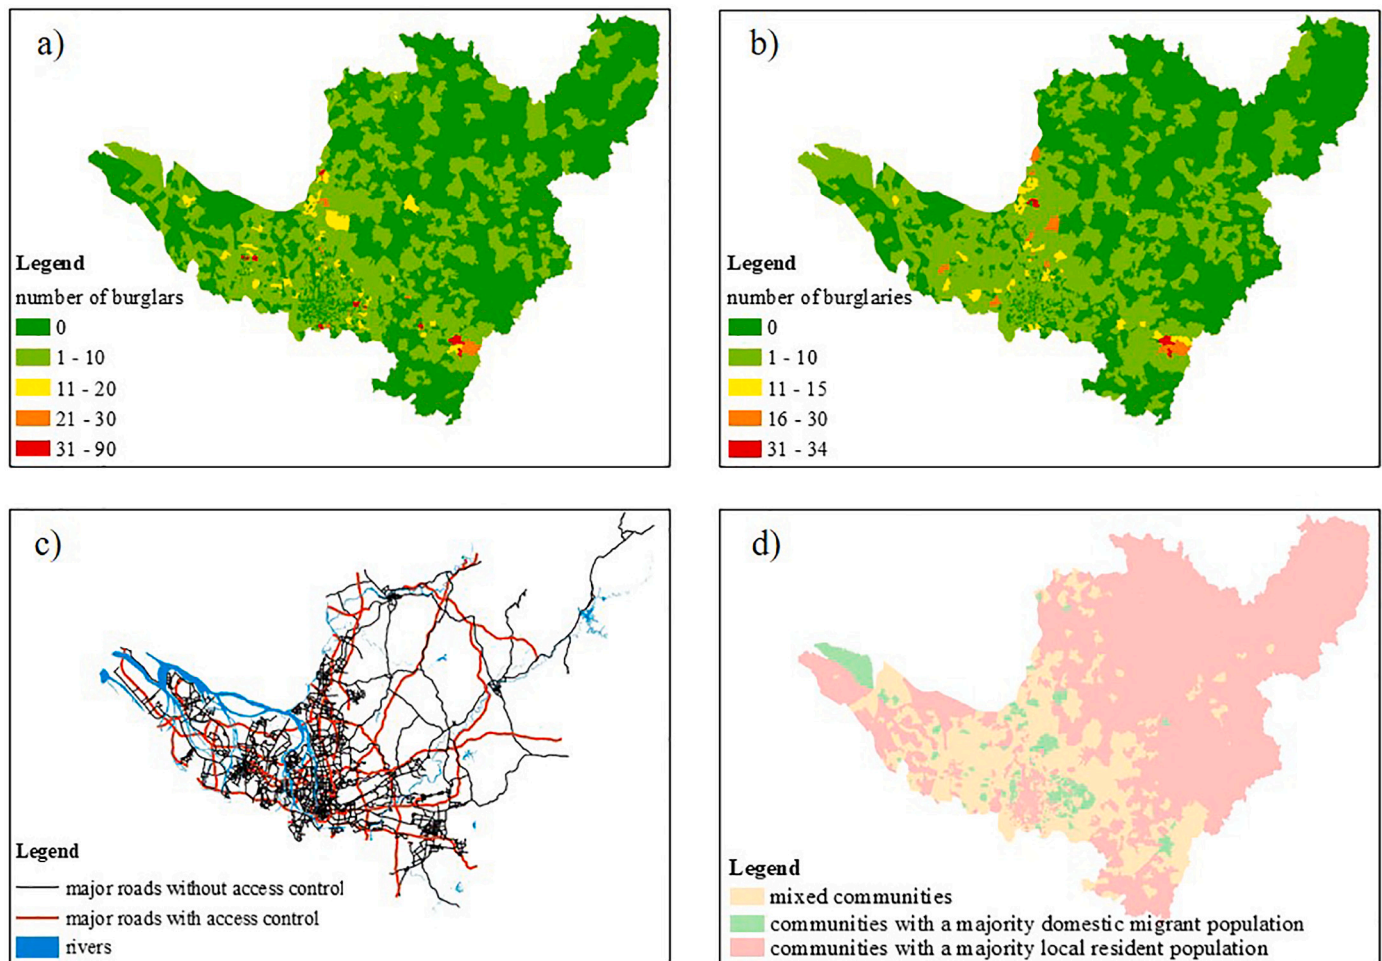 a)
Legend
number of burglars
0
1 - 10
11 - 20
21 - 30
31 - 90
b)
Legend
number of burglaries
0
1 - 10
11 - 15
16 - 30
31 - 34
c)
Legend
major roads without access control
major roads with access control
rivers
d)
Legend
mixed communities
communities with a majority domestic migrant population
communities with a majority local resident population